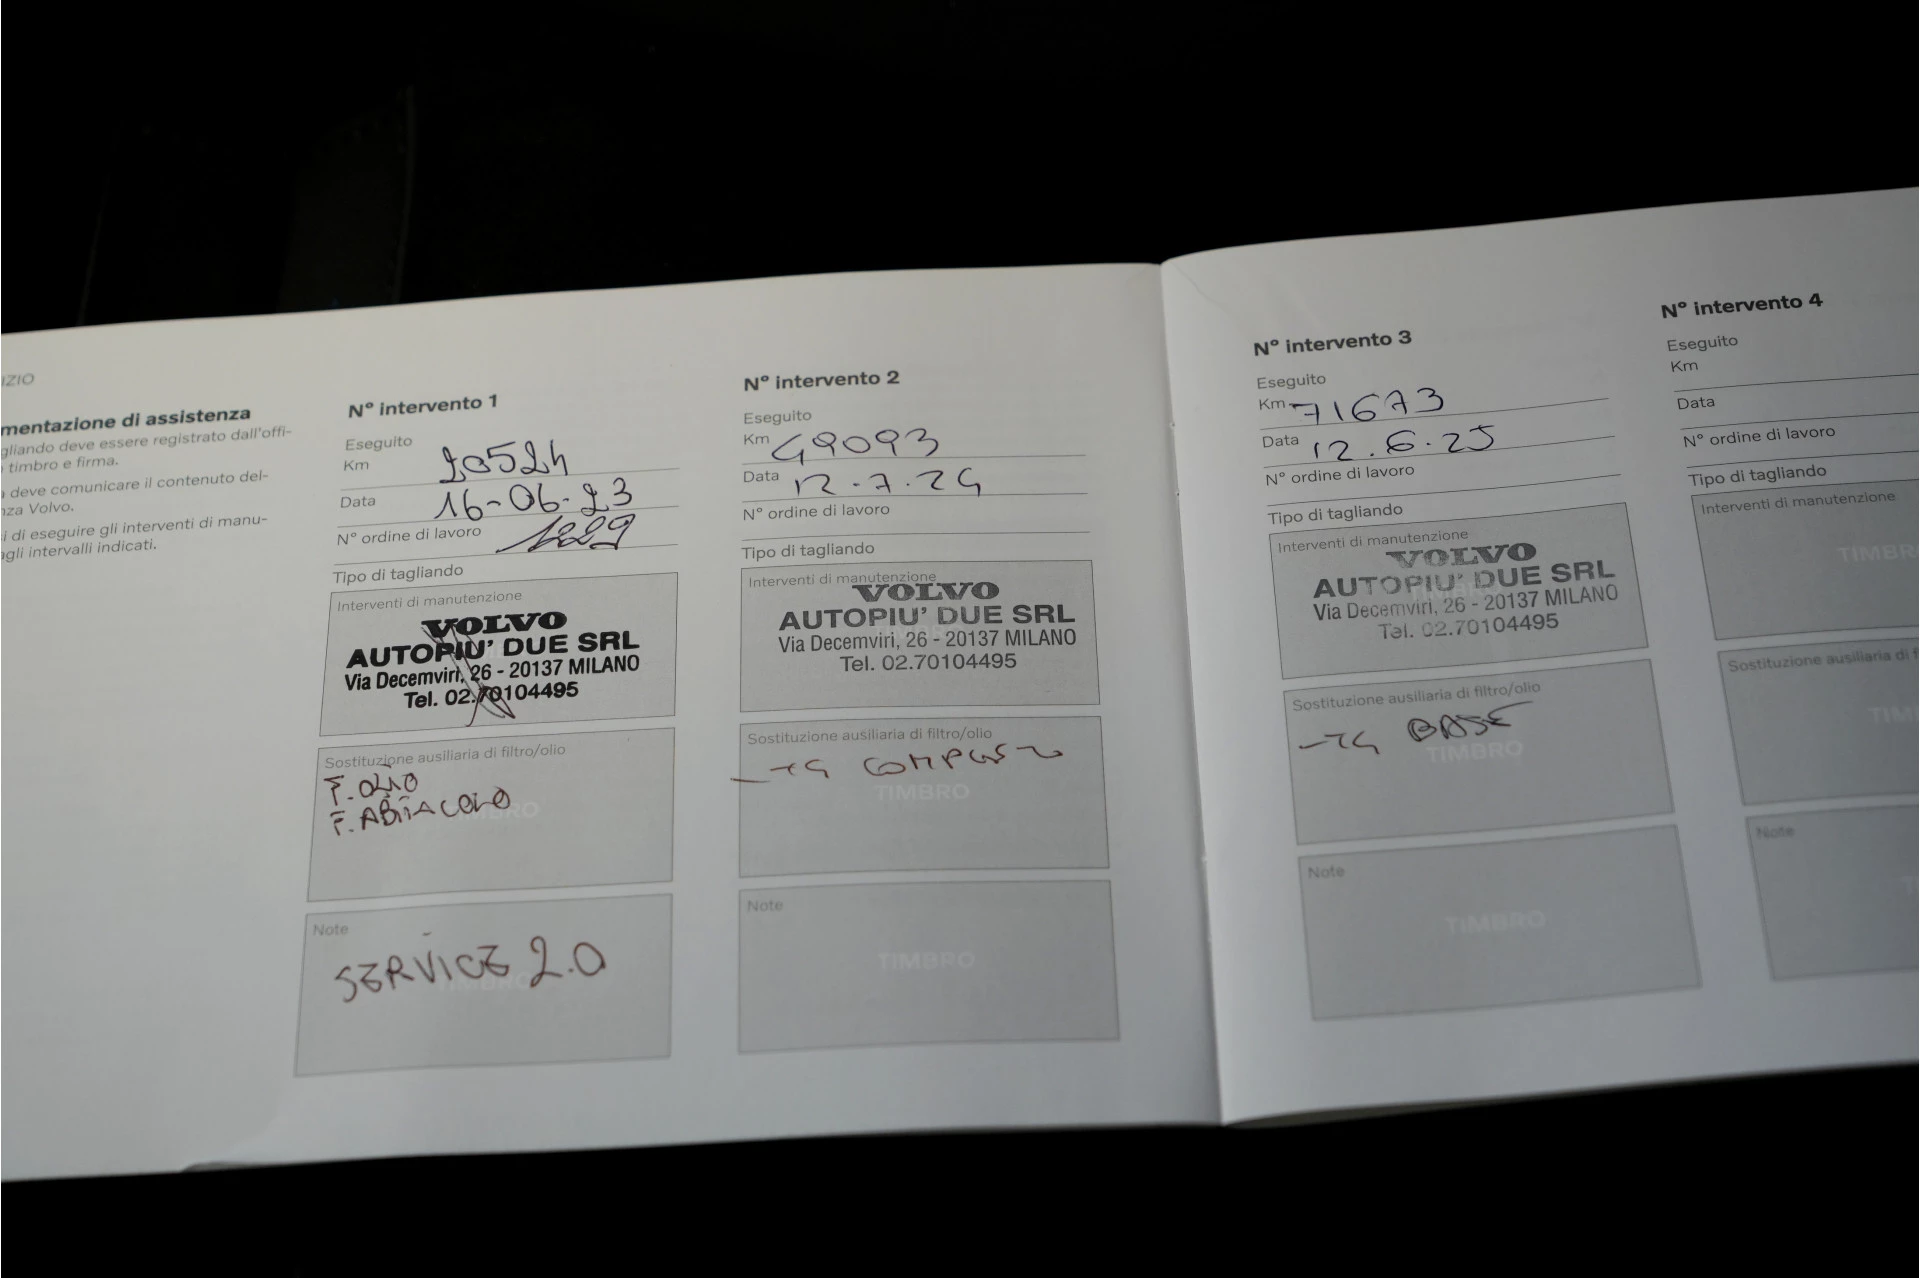 IZIO
mentazione di assistenza
gliando deve essere registrato dall'offi-
timbro e firma.
deve comunicare il contenuto del-
nza Volvo.
i di eseguire gli interventi di manu-
agli intervalli indicati.
N° intervento 1
Eseguito
Km 20524
Data 16-06-23
N° ordine di lavoro 1229
Tipo di tagliando
Interventi di manutenzione
VOLVO
AUTOPIU' DUE SRL
Via Decemviri, 26 - 20137 MILANO
Tel. 02.70104495
Sostituzione ausiliaria di filtro/olio
F. OLIO
F. ABITACOLO
Note
SERVICE 2.0
N° intervento 2
Eseguito
Km 49093
Data 12.7.24
N° ordine di lavoro
Tipo di tagliando
Interventi di manutenzione
VOLVO
AUTOPIU' DUE SRL
Via Decemviri, 26 - 20137 MILANO
Tel. 02.70104495
Sostituzione ausiliaria di filtro/olio
TIMBRO
Note
TIMBRO
N° intervento 3
Eseguito
Km 71673
Data 12.6.25
N° ordine di lavoro
Tipo di tagliando
Interventi di manutenzione
VOLVO
AUTOPIU' DUE SRL
Via Decemviri, 26 - 20137 MILANO
Tel. 02.70104495
Sostituzione ausiliaria di filtro/olio
- TG BASE
TIMBRO
Note
TIMBRO
N° intervento 4
Eseguito
Km
Data
N° ordine di lavoro
Tipo di tagliando
Interventi di manutenzione
TIMBR
Sostituzione ausiliaria di f
TIM
Note